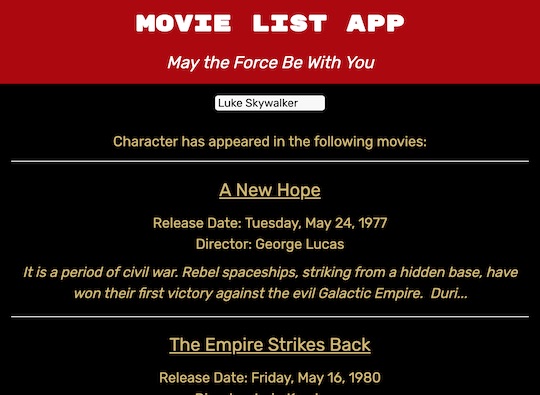 MOVIE LIST APP
May the Force Be With You
Luke Skywalker
Character has appeared in the following movies:
A New Hope
Release Date: Tuesday, May 24, 1977
Director: George Lucas
It is a period of civil war. Rebel spaceships, striking from a hidden base, have
won their first victory against the evil Galactic Empire.  Duri...
The Empire Strikes Back
Release Date: Friday, May 16, 1980